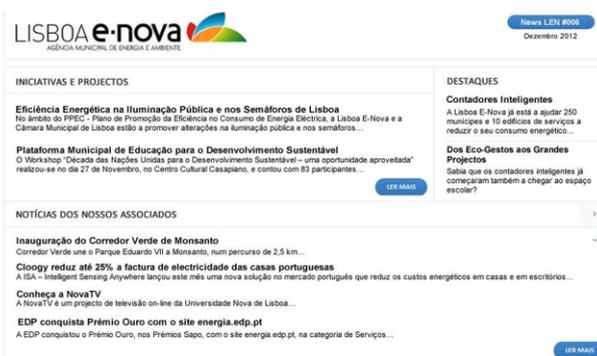 LISBOA e·nova
AGÊNCIA MUNICIPAL DE ENERGIA E AMBIENTE
News LEN #006
Dezembro 2012
INICIATIVAS E PROJECTOS
Eficiência Energética na Iluminação Pública e nos Semáforos de Lisboa
No âmbito do PPEC - Plano de Promoção da Eficiência no Consumo de Energia Eléctrica, a Lisboa E-Nova e a
Câmara Municipal de Lisboa estão a promover alterações na iluminação pública e nos semáforos...
Plataforma Municipal de Educação para o Desenvolvimento Sustentável
O Workshop “Década das Nações Unidas para o Desenvolvimento Sustentável – uma oportunidade aproveitada”
realizou-se no dia 27 de Novembro, no Centro Cultural Casapiano, e contou com 83 participantes...
LER MAIS
DESTAQUES
Contadores Inteligentes
A Lisboa E-Nova já está a ajudar 250
munícipes e 10 edifícios de serviços a
reduzir o seu consumo energético...
Dos Eco-Gestos aos Grandes
Projectos
Sabia que os contadores inteligentes já
começaram também a chegar ao espaço
escolar?
NOTÍCIAS DOS NOSSOS ASSOCIADOS
Inauguração do Corredor Verde de Monsanto
Corredor Verde une o Parque Eduardo VII a Monsanto, num percurso de 2,5 km...
Cloogy reduz até 25% a factura de electricidade das casas portuguesas
A ISA – Intelligent Sensing Anywhere lançou este mês uma nova solução no mercado português que reduz os custos energéticos em casas e em escritórios...
Conheça a NovaTV
A NovaTV é um projecto de televisão on-line da Universidade Nova de Lisboa...
EDP conquista Prémio Ouro com o site energia.edp.pt
A EDP conquistou o Prémio Ouro, nos Prémios Sapo, com o site energia.edp.pt, na categoria de Serviços...
LER MAIS